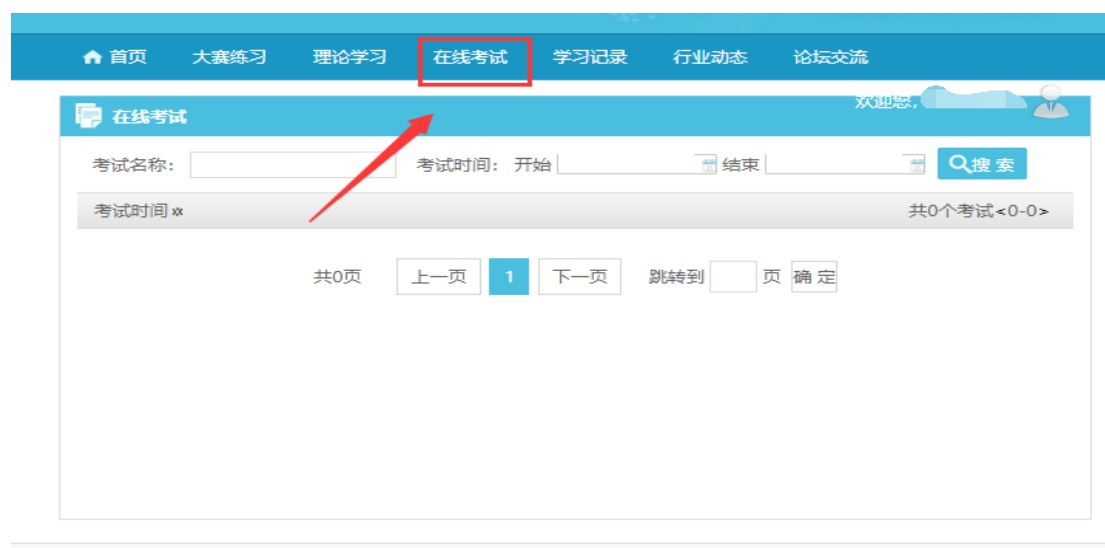 首页 大赛练习 理论学习 在线考试 学习记录 行业动态 论坛交流
欢迎您,
在线考试
考试名称: 考试时间: 开始 结束 搜 索
考试时间 共0个考试<0-0>
共0页 上一页 1 下一页 跳转到 页 确 定